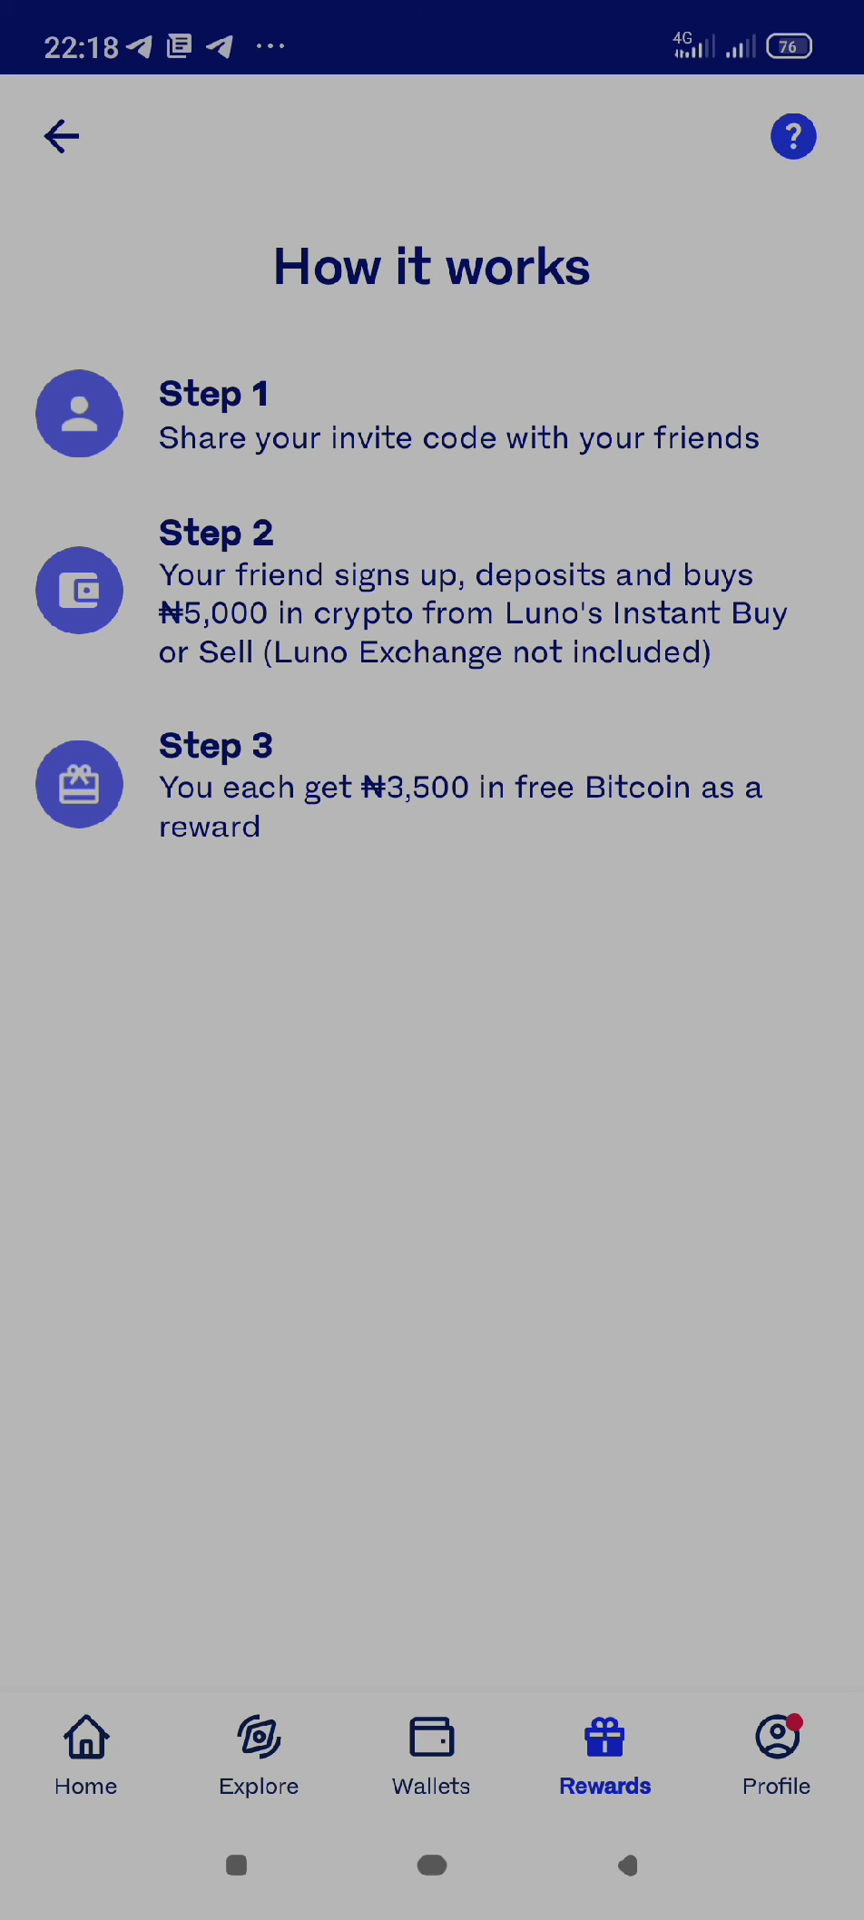 22:18
4G
76
?
How it works
Step 1
Share your invite code with your friends
Step 2
Your friend signs up, deposits and buys
₦5,000 in crypto from Luno's Instant Buy
or Sell (Luno Exchange not included)
Step 3
You each get ₦3,500 in free Bitcoin as a
reward
Home
Explore
Wallets
Rewards
Profile